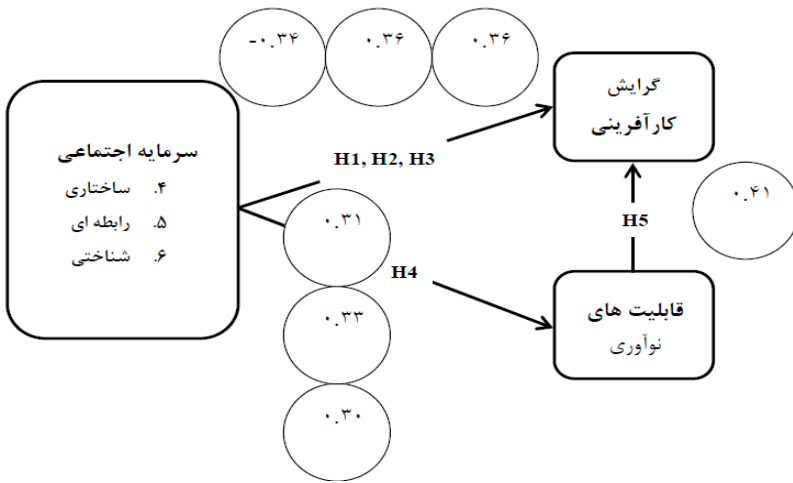 -۰.۳۴
۰.۳۶
۰.۳۶
گرایش
کارآفرینی
سرمایه اجتماعی
۴. ساختاری
۵. رابطه ای
۶. شناختی
H1, H2, H3
۰.۳۱
۰.۴۱
H5
H4
۰.۳۳
قابلیت های
نوآوری
۰.۳۰